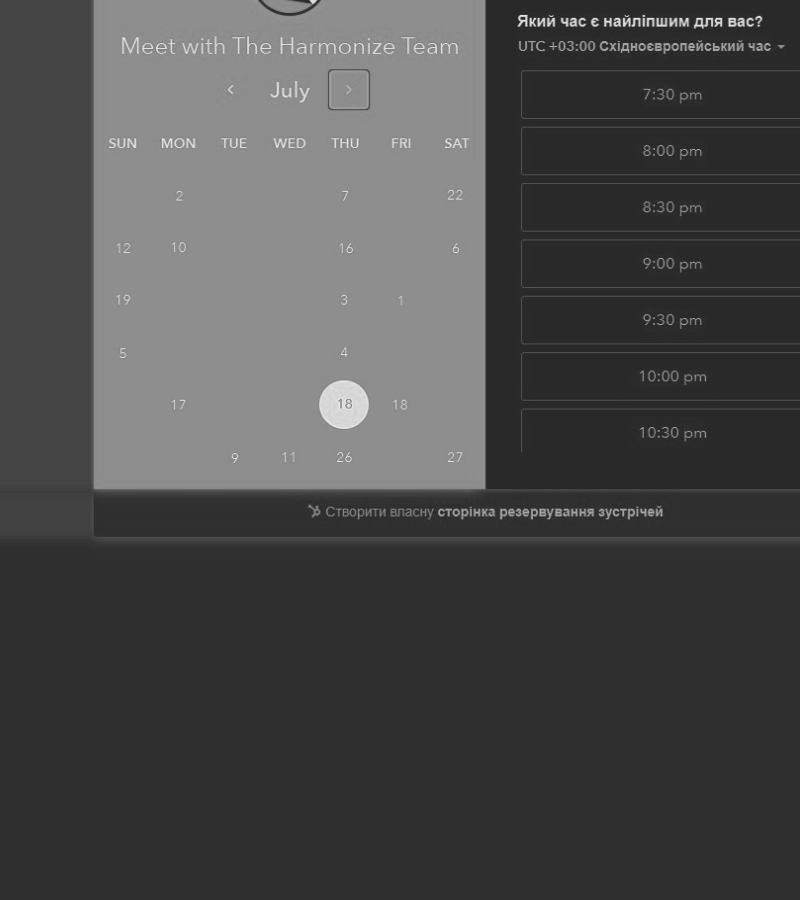 Meet with The Harmonize Team
July
SUN MON TUE WED THU FRI SAT
2 7 22
12 10 16 6
19 3 1
5 4
17 18 18
9 11 26 27
Який час є найліпшим для вас?
UTC +03:00 Східноєвропейський час
7:30 pm
8:00 pm
8:30 pm
9:00 pm
9:30 pm
10:00 pm
10:30 pm
Створити власну сторінка резервування зустрічей